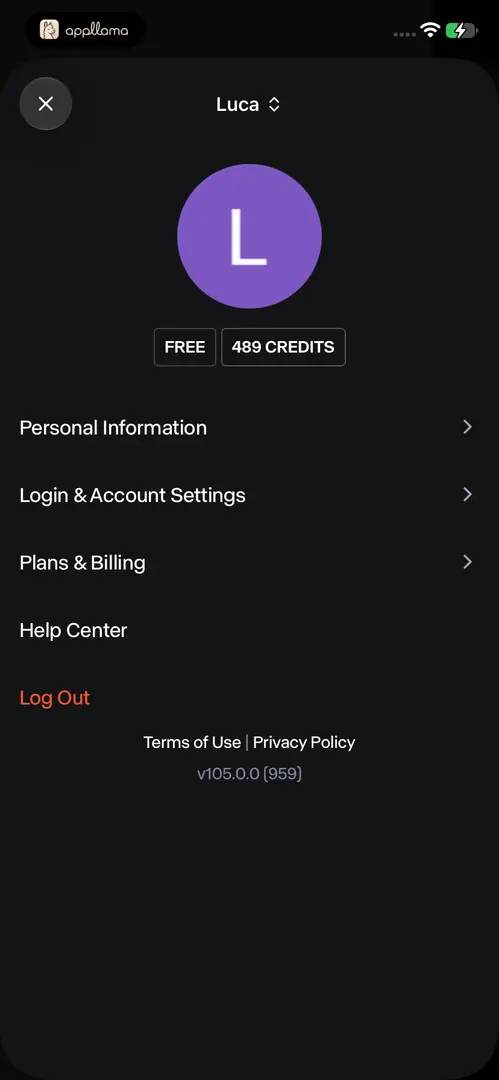 appllama
Luca
L
FREE
489 CREDITS
Personal Information
Login & Account Settings
Plans & Billing
Help Center
Log Out
Terms of Use | Privacy Policy
v105.0.0 (959)